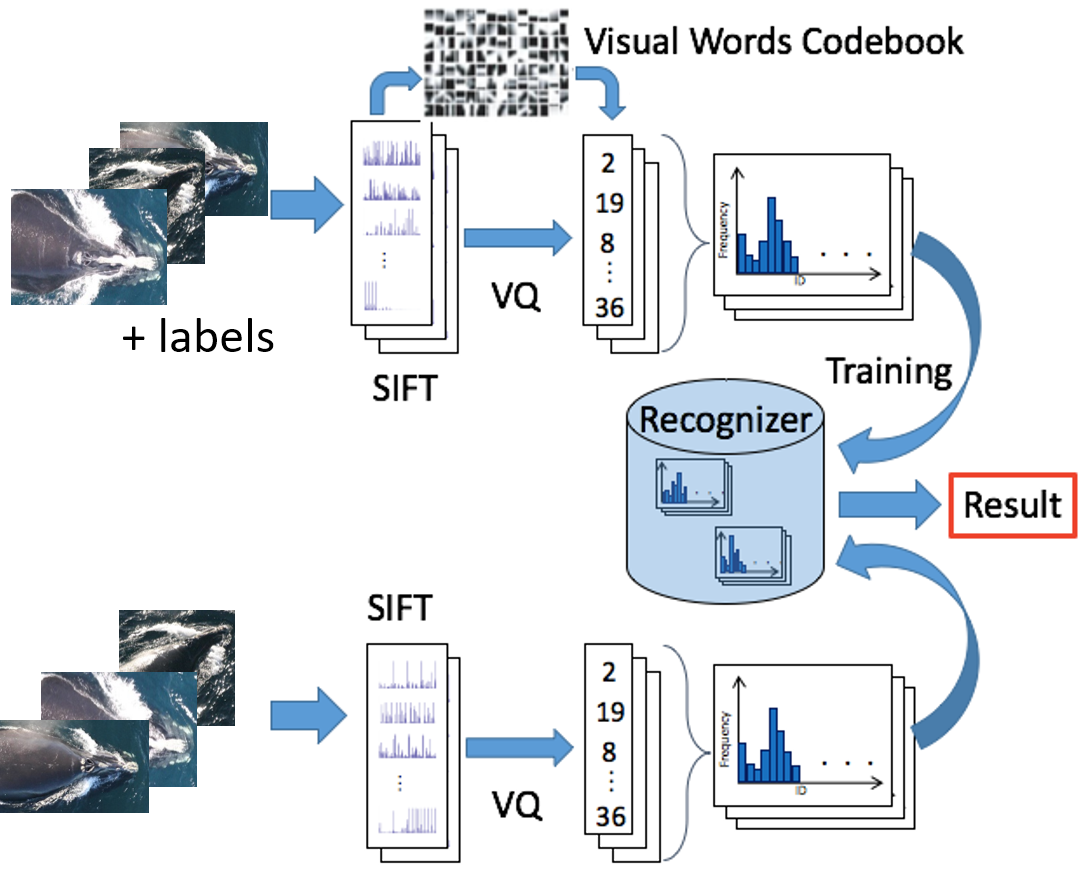 Visual Words Codebook
+ labels
SIFT
VQ
2
19
8
⋮
36
Frequency
ID
. . .
Training
Recognizer
Result
SIFT
VQ
2
19
8
⋮
36
Frequency
ID
. . .